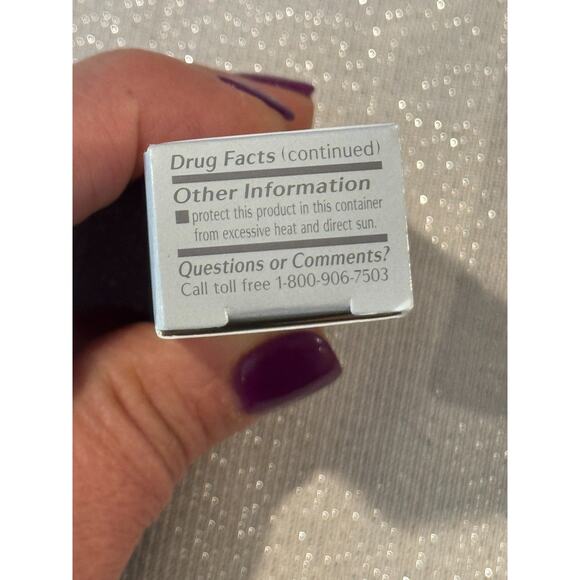 Drug Facts (continued)
Other Information
■ protect this product in this container
from excessive heat and direct sun.
Questions or Comments?
Call toll free 1-800-906-7503